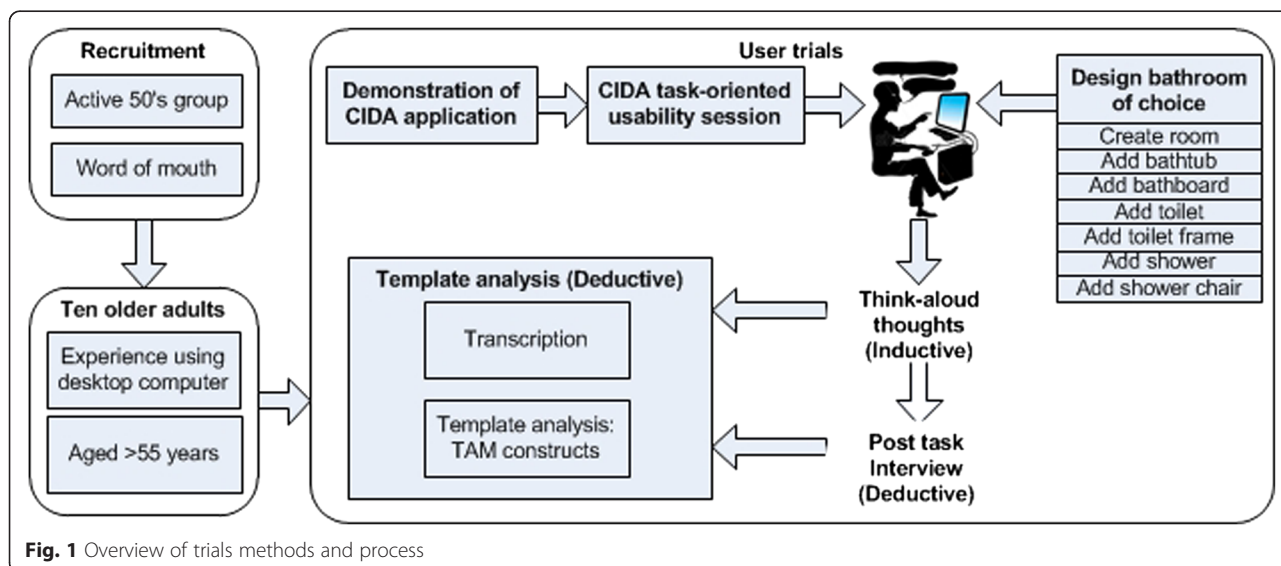 Recruitment
Active 50's group
Word of mouth
Ten older adults
Experience using
desktop computer
Aged >55 years
User trials
Demonstration of
CIDA application
CIDA task-oriented
usability session
Design bathroom
of choice
Create room
Add bathtub
Add bathboard
Add toilet
Add toilet frame
Add shower
Add shower chair
Think-aloud
thoughts
(Inductive)
Post task
Interview
(Deductive)
Template analysis (Deductive)
Transcription
Template analysis:
TAM constructs
Fig. 1 Overview of trials methods and process